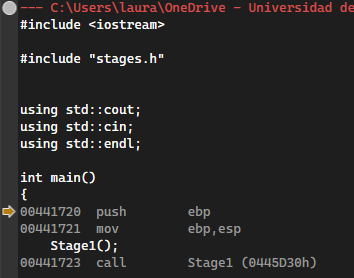 --- C:\Users\laura\OneDrive - Universidad de
#include <iostream>
#include "stages.h"
using std::cout;
using std::cin;
using std::endl;
int main()
{
00441720 push ebp
00441721 mov ebp,esp
Stage1();
00441723 call Stage1 (0445D30h)